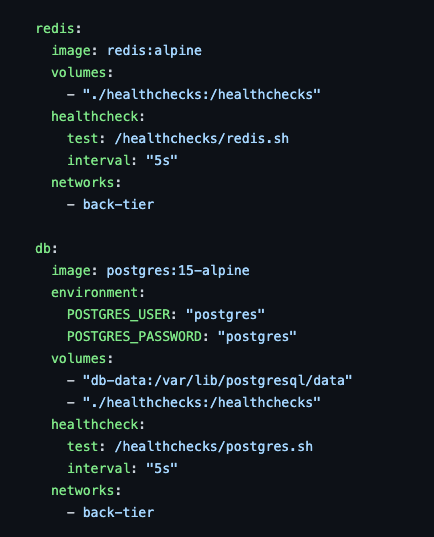 redis:
  image: redis:alpine
  volumes:
    - "./healthchecks:/healthchecks"
  healthcheck:
    test: /healthchecks/redis.sh
    interval: "5s"
  networks:
    - back-tier

db:
  image: postgres:15-alpine
  environment:
    POSTGRES_USER: "postgres"
    POSTGRES_PASSWORD: "postgres"
  volumes:
    - "db-data:/var/lib/postgresql/data"
    - "./healthchecks:/healthchecks"
  healthcheck:
    test: /healthchecks/postgres.sh
    interval: "5s"
  networks:
    - back-tier